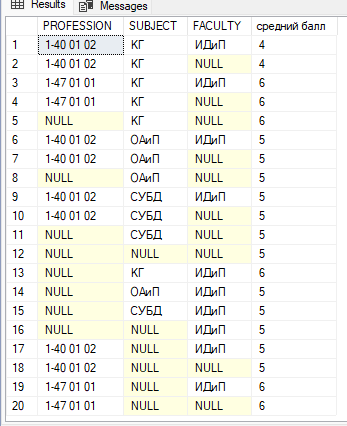 Results Messages
PROFESSION SUBJECT FACULTY средний балл
1 1-40 01 02 КГ ИДиП 4
2 1-40 01 02 КГ NULL 4
3 1-47 01 01 КГ ИДиП 6
4 1-47 01 01 КГ NULL 6
5 NULL КГ NULL 6
6 1-40 01 02 ОАиП ИДиП 5
7 1-40 01 02 ОАиП NULL 5
8 NULL ОАиП NULL 5
9 1-40 01 02 СУБД ИДиП 5
10 1-40 01 02 СУБД NULL 5
11 NULL СУБД NULL 5
12 NULL NULL NULL 5
13 NULL КГ ИДиП 6
14 NULL ОАиП ИДиП 5
15 NULL СУБД ИДиП 5
16 NULL NULL ИДиП 5
17 1-40 01 02 NULL ИДиП 5
18 1-40 01 02 NULL NULL 5
19 1-47 01 01 NULL ИДиП 6
20 1-47 01 01 NULL NULL 6